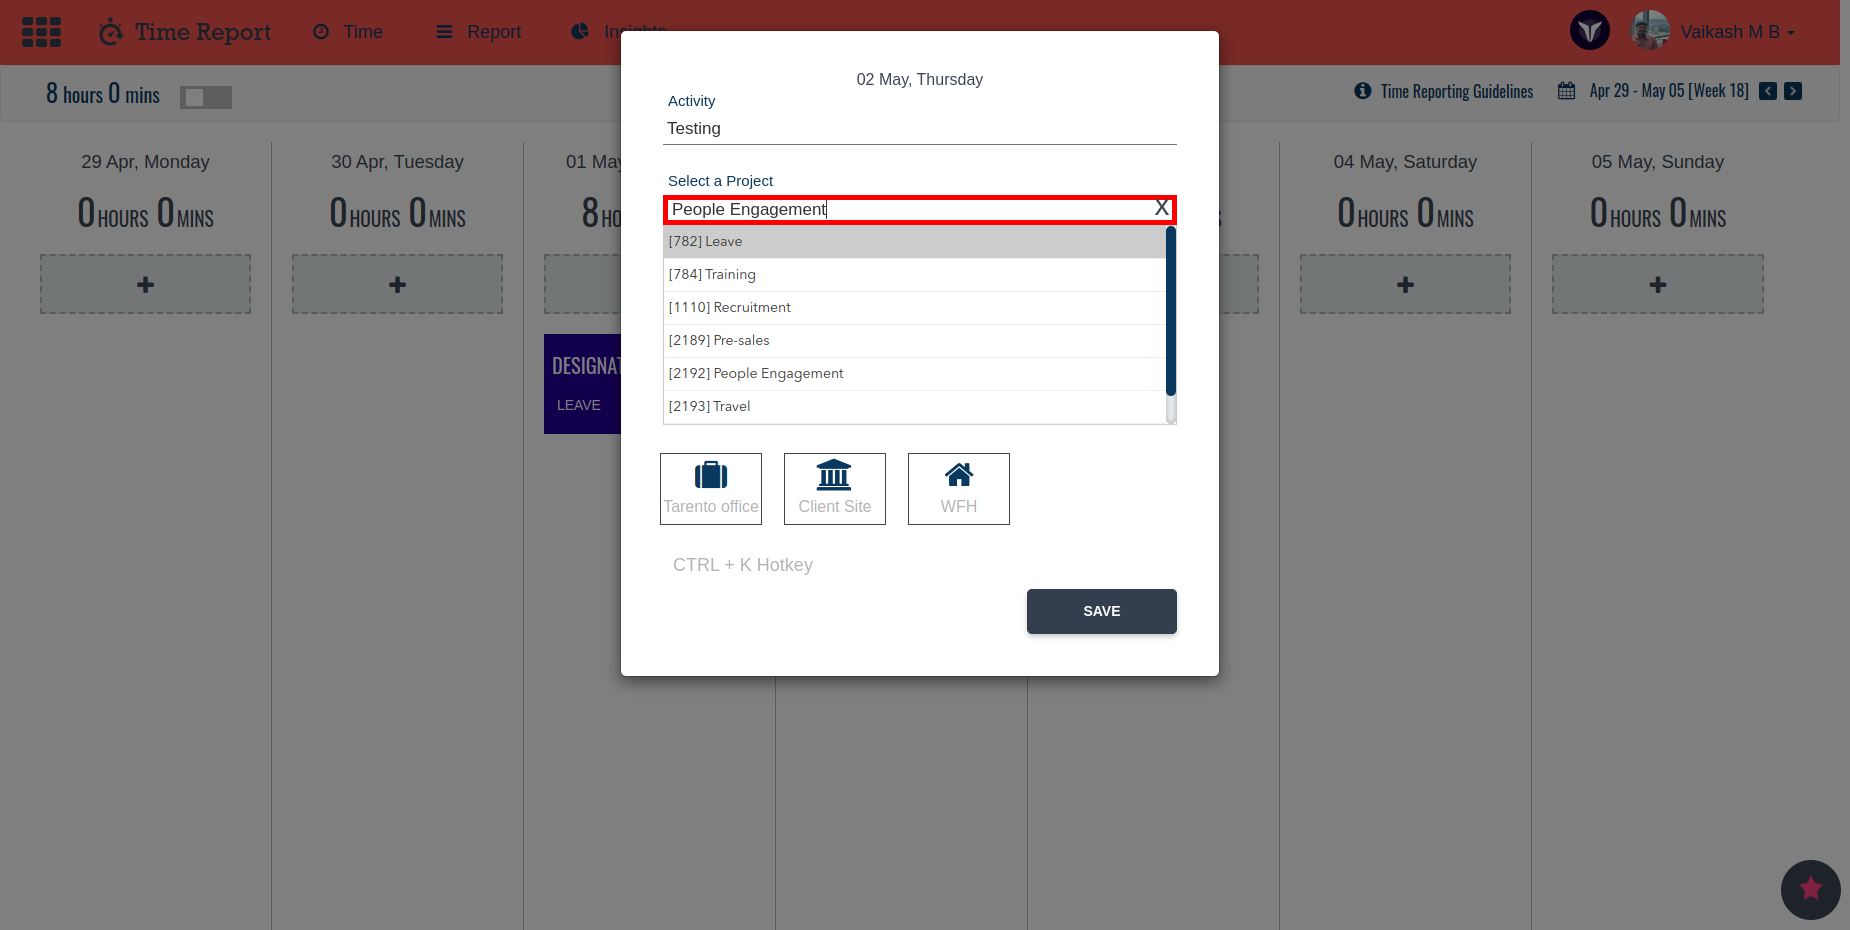 Time Report
Time
Report
Insights
Vaikash M B
8 hours 0 mins
Time Reporting Guidelines
Apr 29 - May 05 [Week 18]
29 Apr, Monday
0 HOURS 0 MINS
+
30 Apr, Tuesday
0 HOURS 0 MINS
+
01 May
8 HO
DESIGNAT
LEAVE
04 May, Saturday
0 HOURS 0 MINS
+
05 May, Sunday
0 HOURS 0 MINS
+
02 May, Thursday
Activity
Testing
Select a Project
People Engagement
X
[782] Leave
[784] Training
[1110] Recruitment
[2189] Pre-sales
[2192] People Engagement
[2193] Travel
Tarento office
Client Site
WFH
CTRL + K Hotkey
SAVE